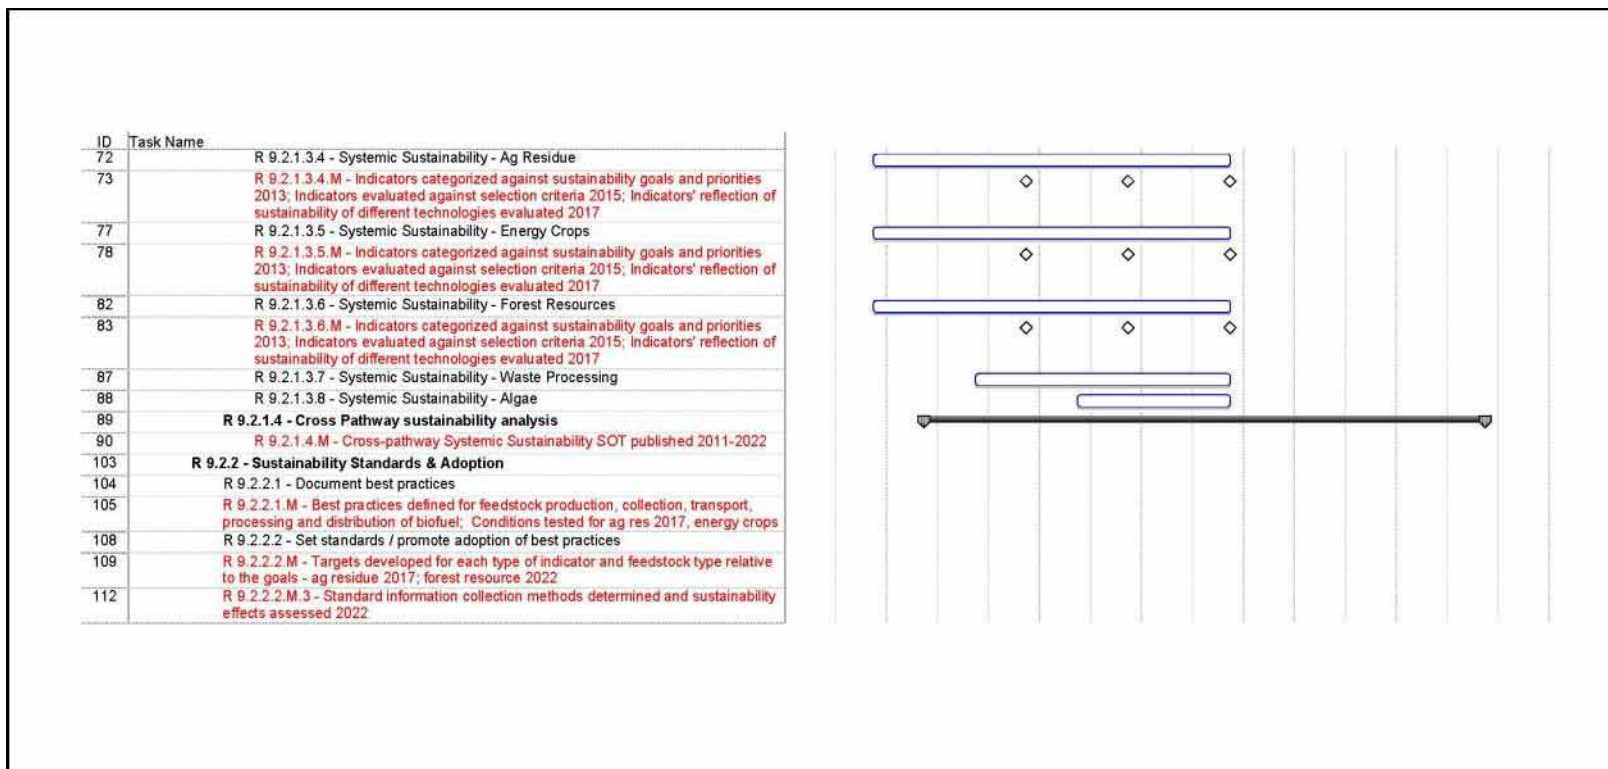 ID Task Name
72 R 9.2.1.3.4 - Systemic Sustainability - Ag Residue
73 R 9.2.1.3.4.M - Indicators categorized against sustainability goals and priorities
2013; Indicators evaluated against selection criteria 2015; Indicators' reflection of
sustainability of different technologies evaluated 2017
77 R 9.2.1.3.5 - Systemic Sustainability - Energy Crops
78 R 9.2.1.3.5.M - Indicators categorized against sustainability goals and priorities
2013; Indicators evaluated against selection criteria 2015; Indicators' reflection of
sustainability of different technologies evaluated 2017
82 R 9.2.1.3.6 - Systemic Sustainability - Forest Resources
83 R 9.2.1.3.6.M - Indicators categorized against sustainability goals and priorities
2013; Indicators evaluated against selection criteria 2015; Indicators' reflection of
sustainability of different technologies evaluated 2017
87 R 9.2.1.3.7 - Systemic Sustainability - Waste Processing
88 R 9.2.1.3.8 - Systemic Sustainability - Algae
89 R 9.2.1.4 - Cross Pathway sustainability analysis
90 R 9.2.1.4.M - Cross-pathway Systemic Sustainability SOT published 2011-2022
103 R 9.2.2 - Sustainability Standards & Adoption
104 R 9.2.2.1 - Document best practices
105 R 9.2.2.1.M - Best practices defined for feedstock production, collection, transport,
processing and distribution of biofuel; Conditions tested for ag res 2017, energy crops
108 R 9.2.2.2 - Set standards / promote adoption of best practices
109 R 9.2.2.2.M - Targets developed for each type of indicator and feedstock type relative
to the goals - ag residue 2017; forest resource 2022
112 R 9.2.2.2.M.3 - Standard information collection methods determined and sustainability
effects assessed 2022